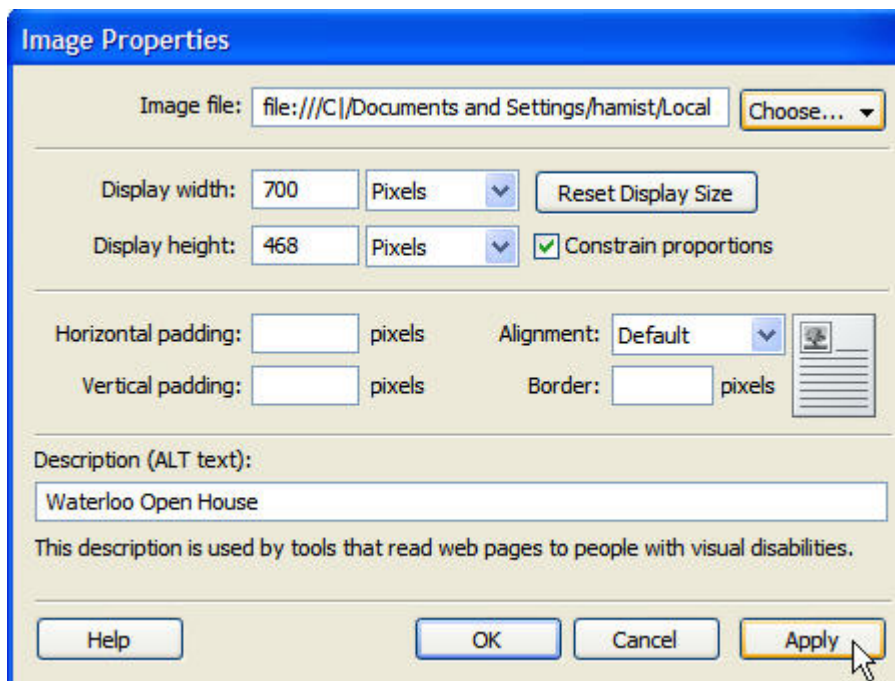 Image Properties
Image file: file:///C|/Documents and Settings/hamist/Local Choose...
Display width: 700 Pixels Reset Display Size
Display height: 468 Pixels Constrain proportions
Horizontal padding: pixels Alignment: Default
Vertical padding: pixels Border: pixels
Description (ALT text):
Waterloo Open House
This description is used by tools that read web pages to people with visual disabilities.
Help OK Cancel Apply